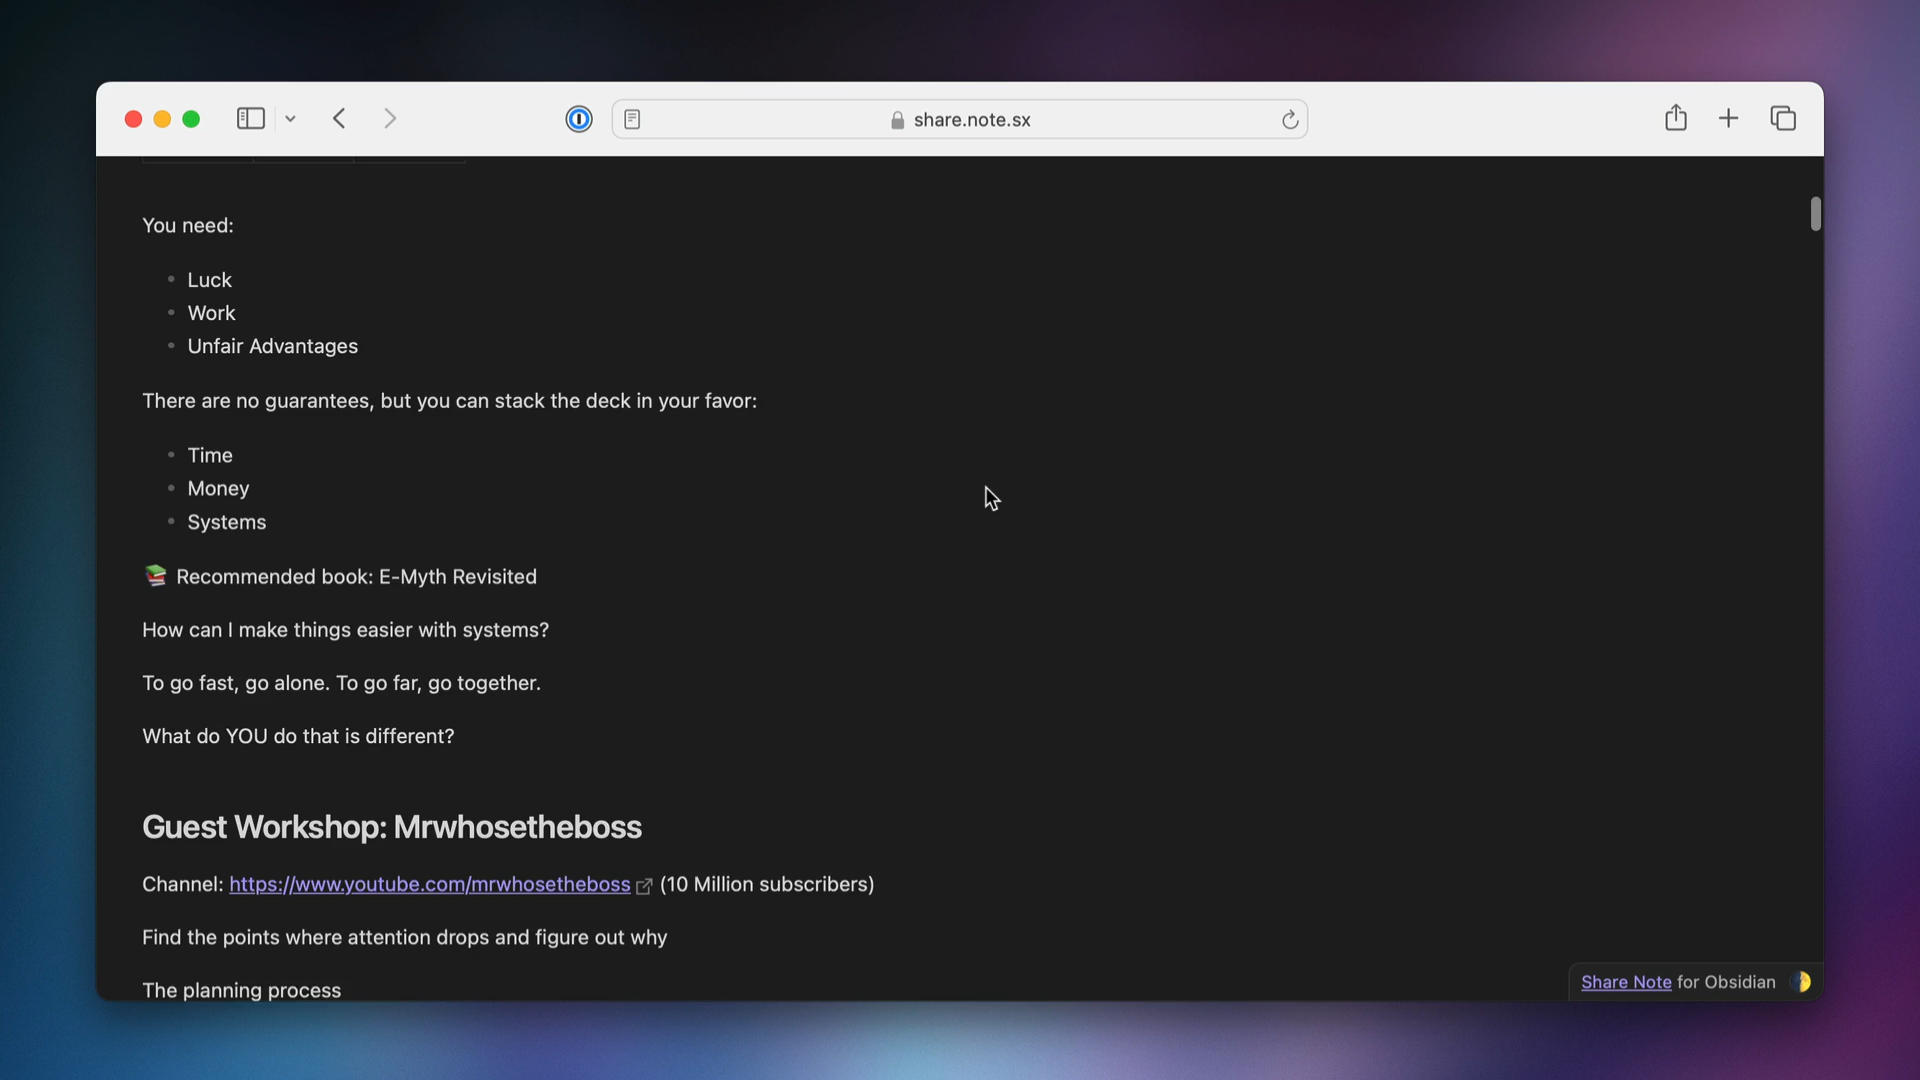 share.note.sx
You need:
Luck
Work
Unfair Advantages
There are no guarantees, but you can stack the deck in your favor:
Time
Money
Systems
📚 Recommended book: E-Myth Revisited
How can I make things easier with systems?
To go fast, go alone. To go far, go together.
What do YOU do that is different?
Guest Workshop: Mrwhosetheboss
Channel: https://www.youtube.com/mrwhosetheboss (10 Million subscribers)
Find the points where attention drops and figure out why
The planning process
Share Note for Obsidian